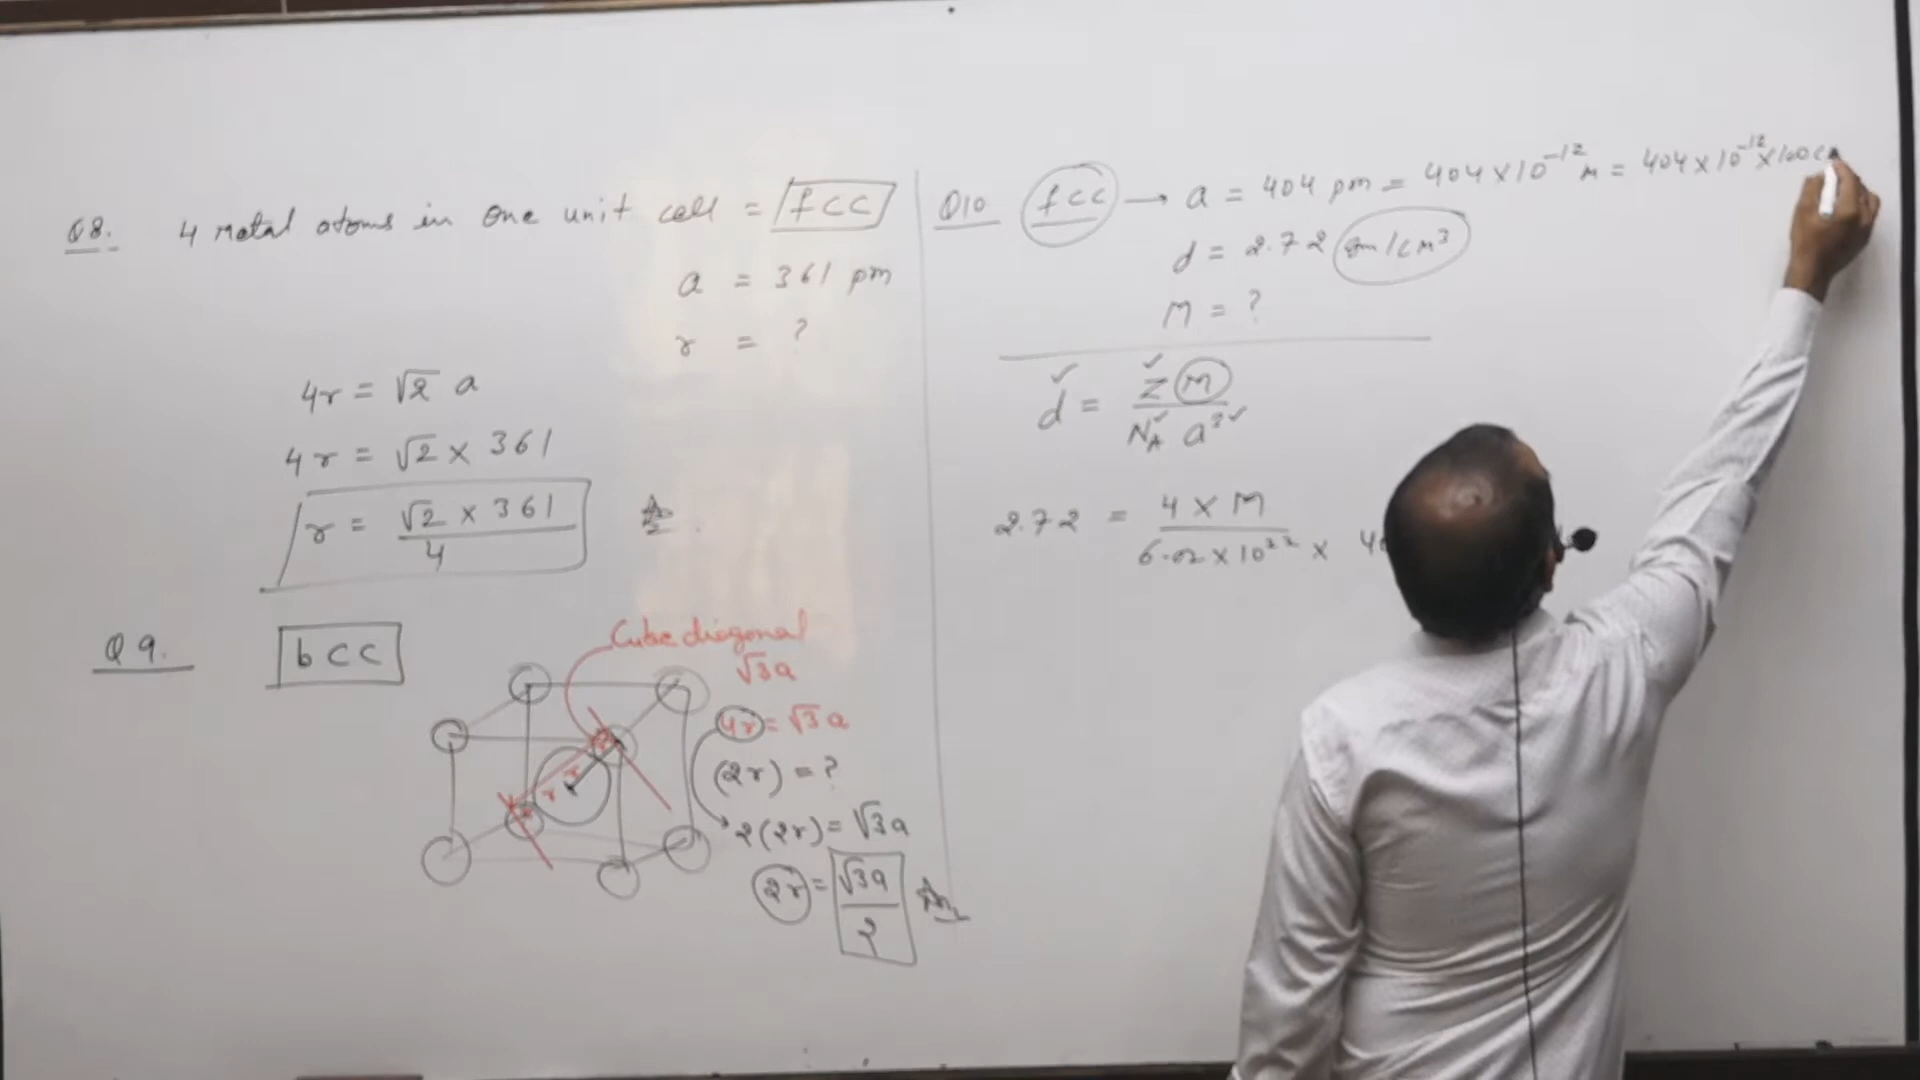 Q8. 4 Metal atoms in one unit cell = fcc
a = 361 pm
r = ?
4r = √2 a
4r = √2 × 361
r = √2 × 361 / 4
Q9. bcc
Cube diagonal
√3a
4r = √3a
(2r) = ?
2(2r) = √3a
2r = √3a / 2
Q10 fcc → a = 404 pm = 404 × 10⁻¹² m = 404 × 10⁻¹² × 100 c
d = 2.72 gm/cm³
M = ?
d = Z M / N_A a³
2.72 = 4 × M / 6.02 × 10²³ ×